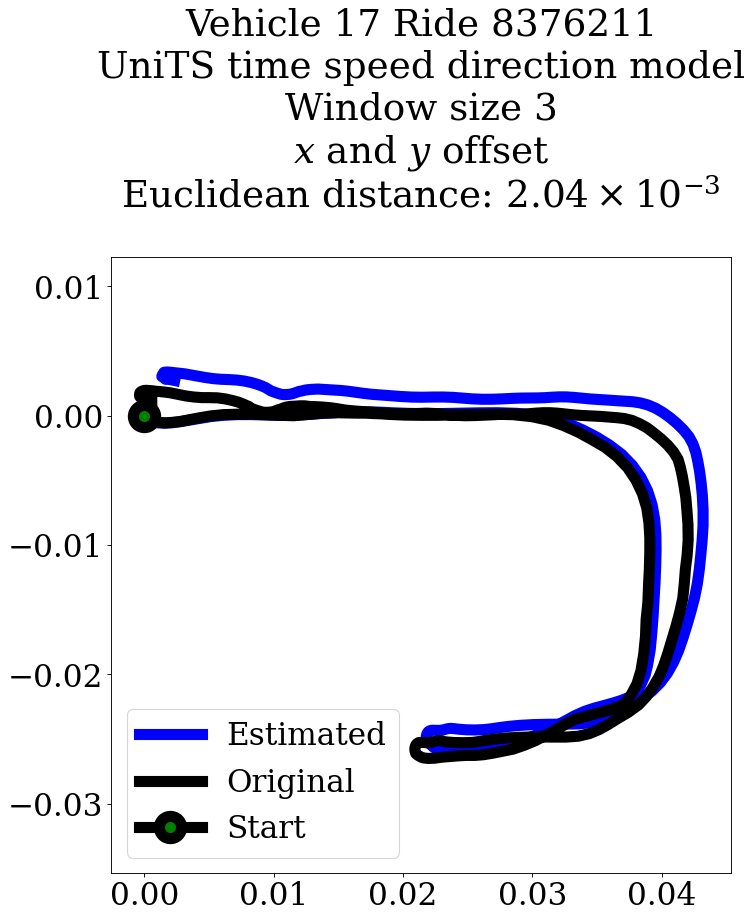 Vehicle 17 Ride 8376211
UniTS time speed direction model
Window size 3
x and y offset
Euclidean distance: 2.04 × 10⁻³
0.01
0.00
−0.01
−0.02
−0.03
Estimated
Original
Start
0.00 0.01 0.02 0.03 0.04